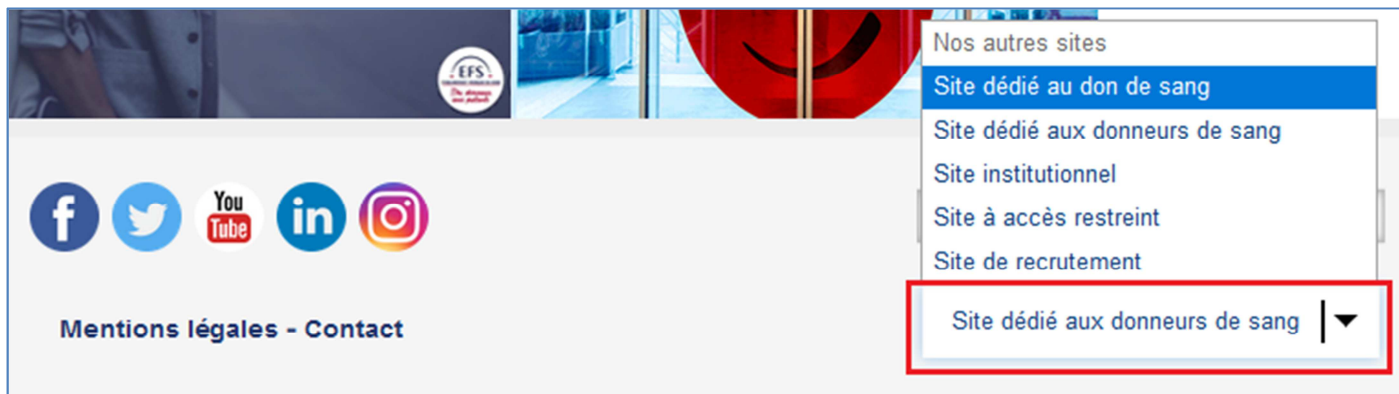 EFS
Nos autres sites
Site dédié au don de sang
Site dédié aux donneurs de sang
Site institutionnel
Site à accès restreint
Site de recrutement
You
Tube
in
Mentions légales - Contact
Site dédié aux donneurs de sang